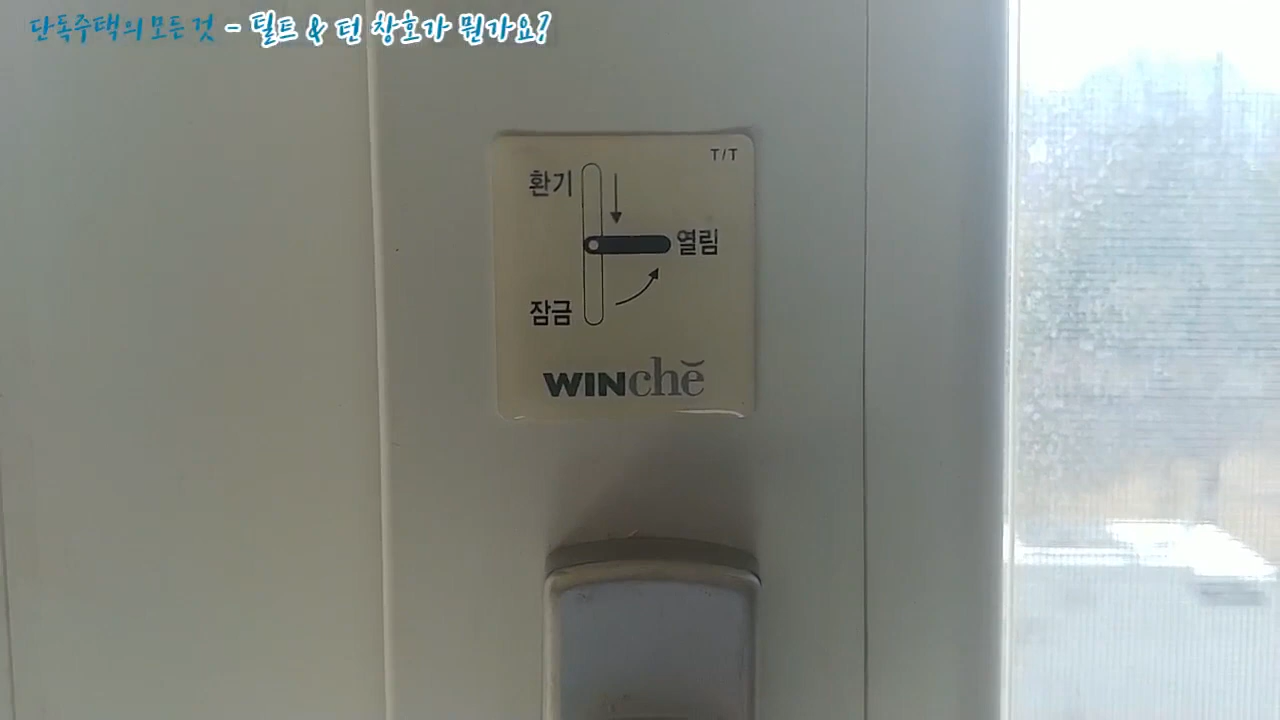 단독주택의 모든 것 - 틸트 & 턴 창호가 뭔가요?
T/T
환기
열림
잠금
WINchĕ